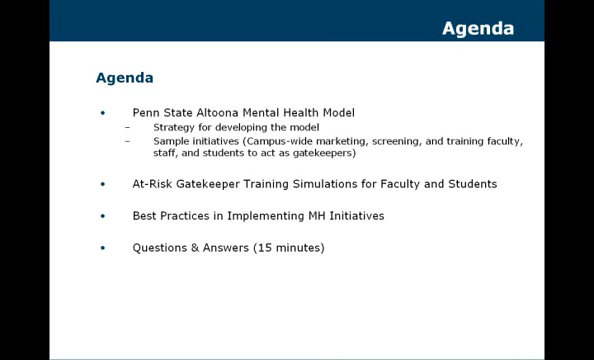 Agenda
Agenda
• Penn State Altoona Mental Health Model
– Strategy for developing the model
– Sample initiatives (Campus-wide marketing, screening, and training faculty,
staff, and students to act as gatekeepers)
• At-Risk Gatekeeper Training Simulations for Faculty and Students
• Best Practices in Implementing MH Initiatives
• Questions & Answers (15 minutes)